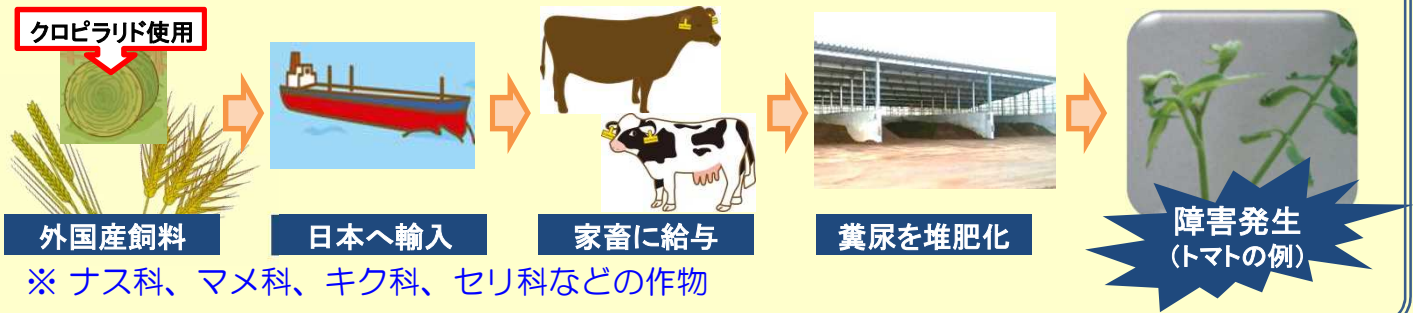 クロピラリド使用
外国産飼料
日本へ輸入
家畜に給与
糞尿を堆肥化
障害発生
(トマトの例)
※ ナス科、マメ科、キク科、セリ科などの作物